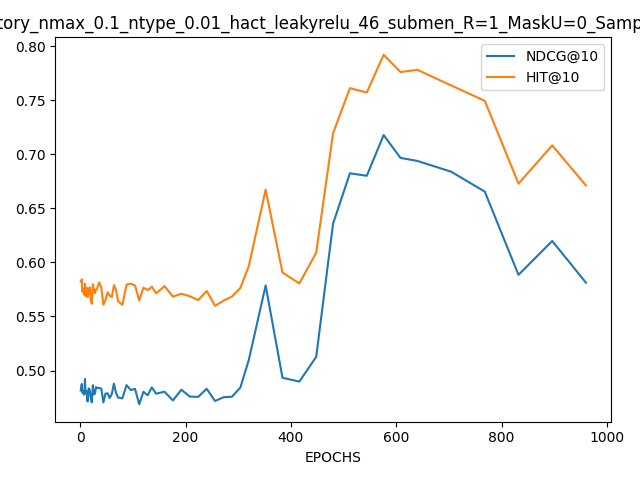 tory_nmax_0.1_ntype_0.01_hact_leakyrelu_46_submen_R=1_MaskU=0_Samp
NDCG@10
HIT@10
0.80
0.75
0.70
0.65
0.60
0.55
0.50
0 200 400 600 800 1000
EPOCHS